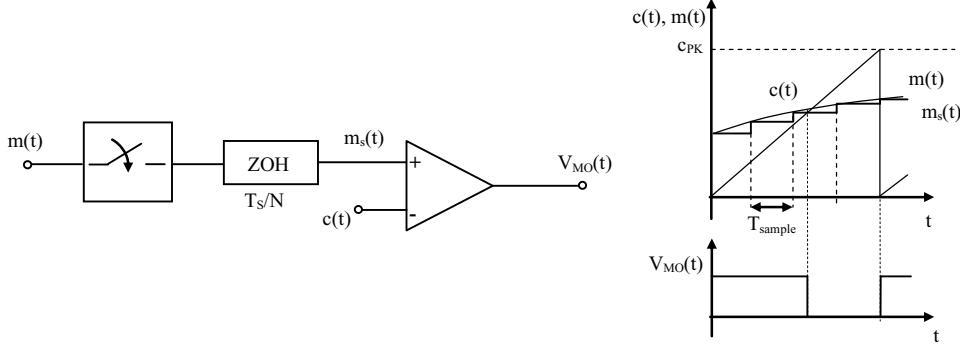 m(t)
ZOH
T_S/N
m_s(t)
c(t)
+
-
V_MO(t)
c(t), m(t)
c_PK
c(t)
m(t)
m_s(t)
T_sample
t
V_MO(t)
t